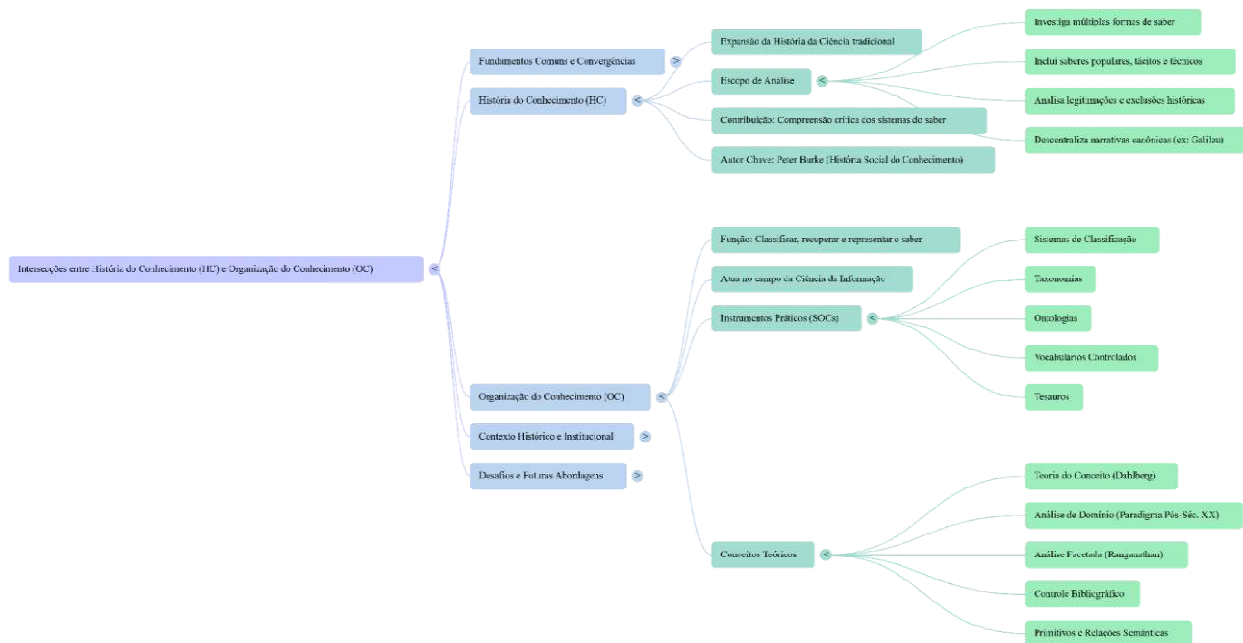 Intersecções entre História do Conhecimento (HC) e Organização do Conhecimento (OC)
<
Fundamentos Comuns e Convergências
>
História do Conhecimento (HC)
<
Expansão da História da Ciência tradicional
Escopo de Análise
<
Investiga múltiplas formas de saber
Inclui saberes populares, tácitos e técnicos
Analisa legitimações e exclusões históricas
Descentraliza narrativas canônicas (ex: Galileu)
Contribuição: Compreensão crítica dos sistemas de saber
Autor Chave: Peter Burke (História Social do Conhecimento)
Organização do Conhecimento (OC)
<
Função: Classificar, recuperar e representar o saber
Atua no campo da Ciência da Informação
Instrumentos Práticos (SOCs)
<
Sistemas de Classificação
Taxonomias
Ontologias
Vocabulários Controlados
Tesauros
Conceitos Teóricos
<
Teoria do Conceito (Dahlberg)
Análise de Domínio (Paradigma Pós-Séc. XX)
Análise Facetada (Ranganathan)
Controle Bibliográfico
Primitivos e Relações Semânticas
Contexto Histórico e Institucional
>
Desafios e Futuras Abordagens
>